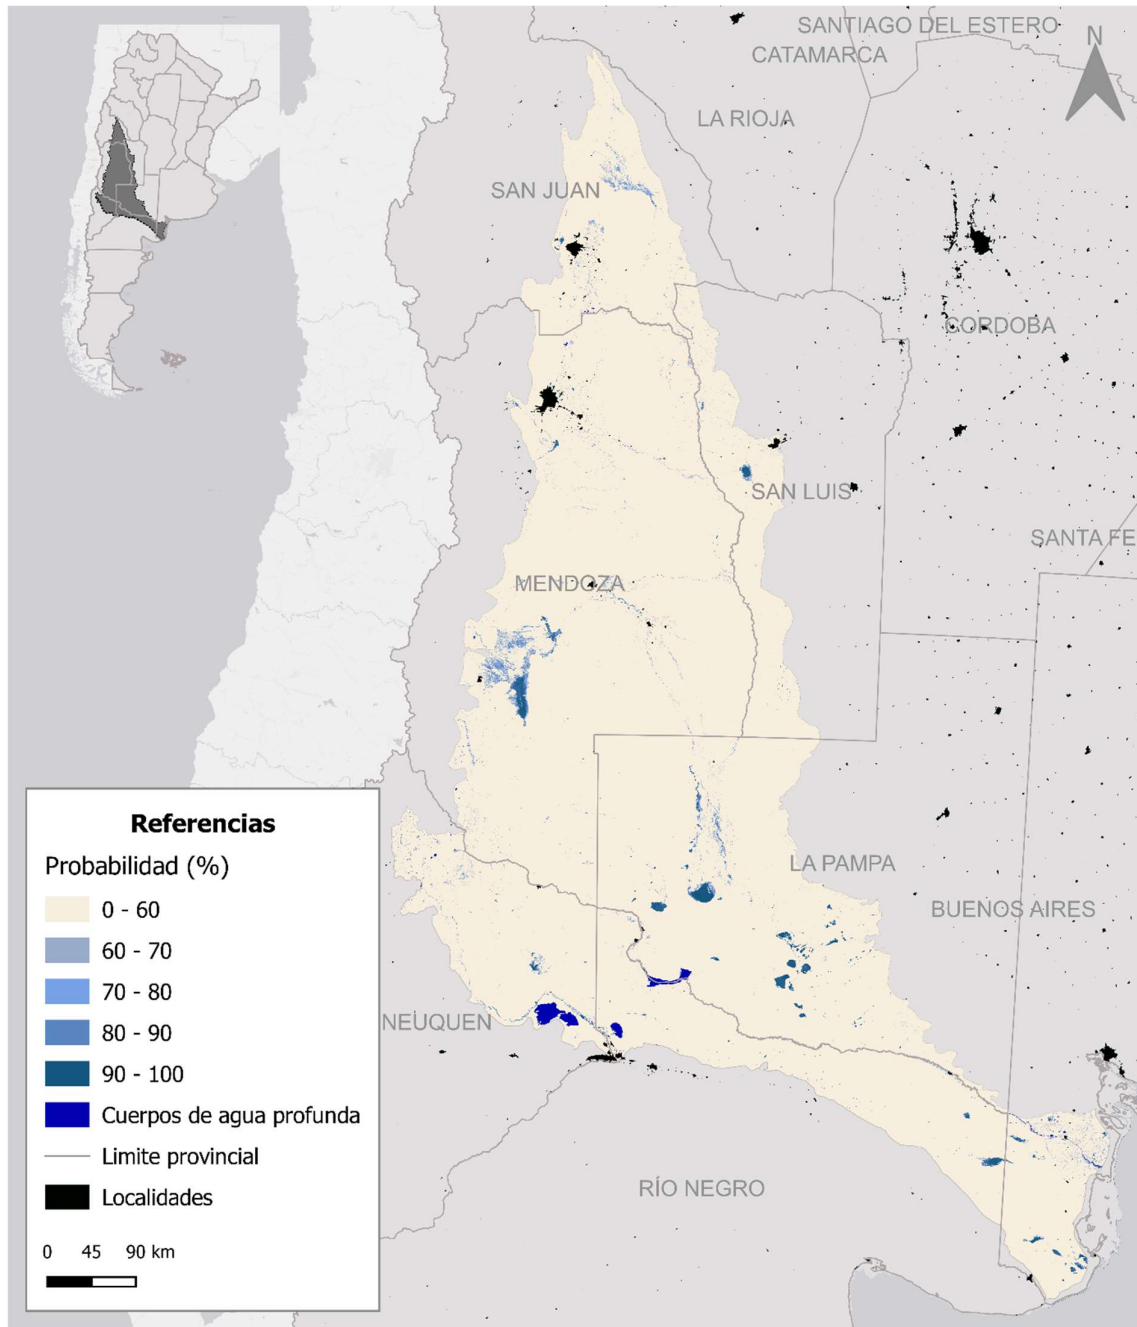 SANTIAGO DEL ESTERO
N
CATAMARCA
LA RIOJA
SAN JUAN
CORDOBA
SAN LUIS
SANTA FE
MENDOZA
LA PAMPA
BUENOS AIRES
NEUQUEN
RÍO NEGRO
Referencias
Probabilidad (%)
0 - 60
60 - 70
70 - 80
80 - 90
90 - 100
Cuerpos de agua profunda
Limite provincial
Localidades
0 45 90 km